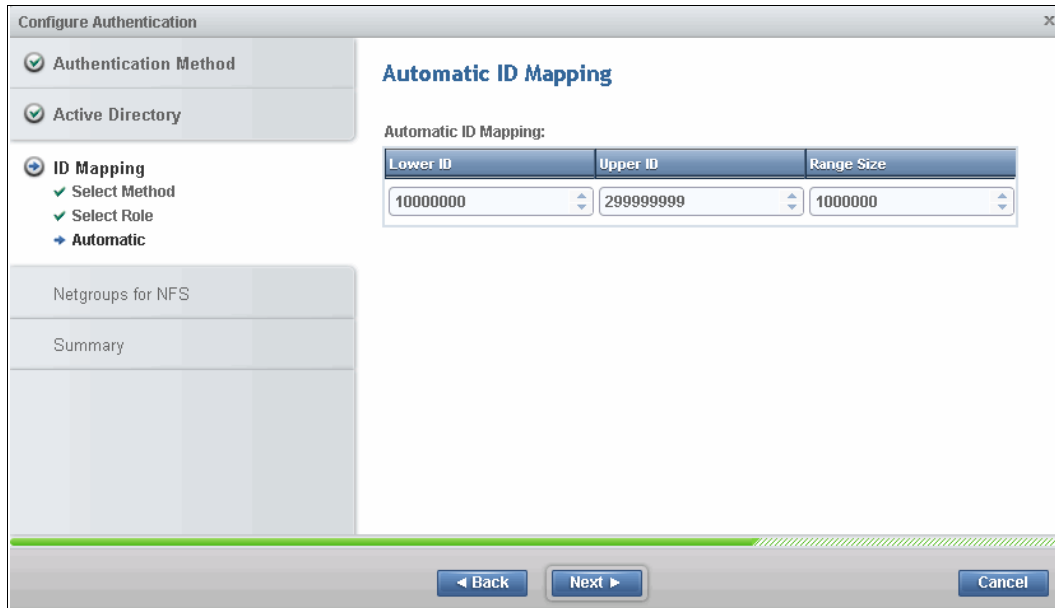 Configure Authentication
x
Authentication Method
Active Directory
ID Mapping
Select Method
Select Role
Automatic
Netgroups for NFS
Summary
Automatic ID Mapping
Automatic ID Mapping:
Lower ID Upper ID Range Size
10000000 299999999 1000000
Back Next Cancel